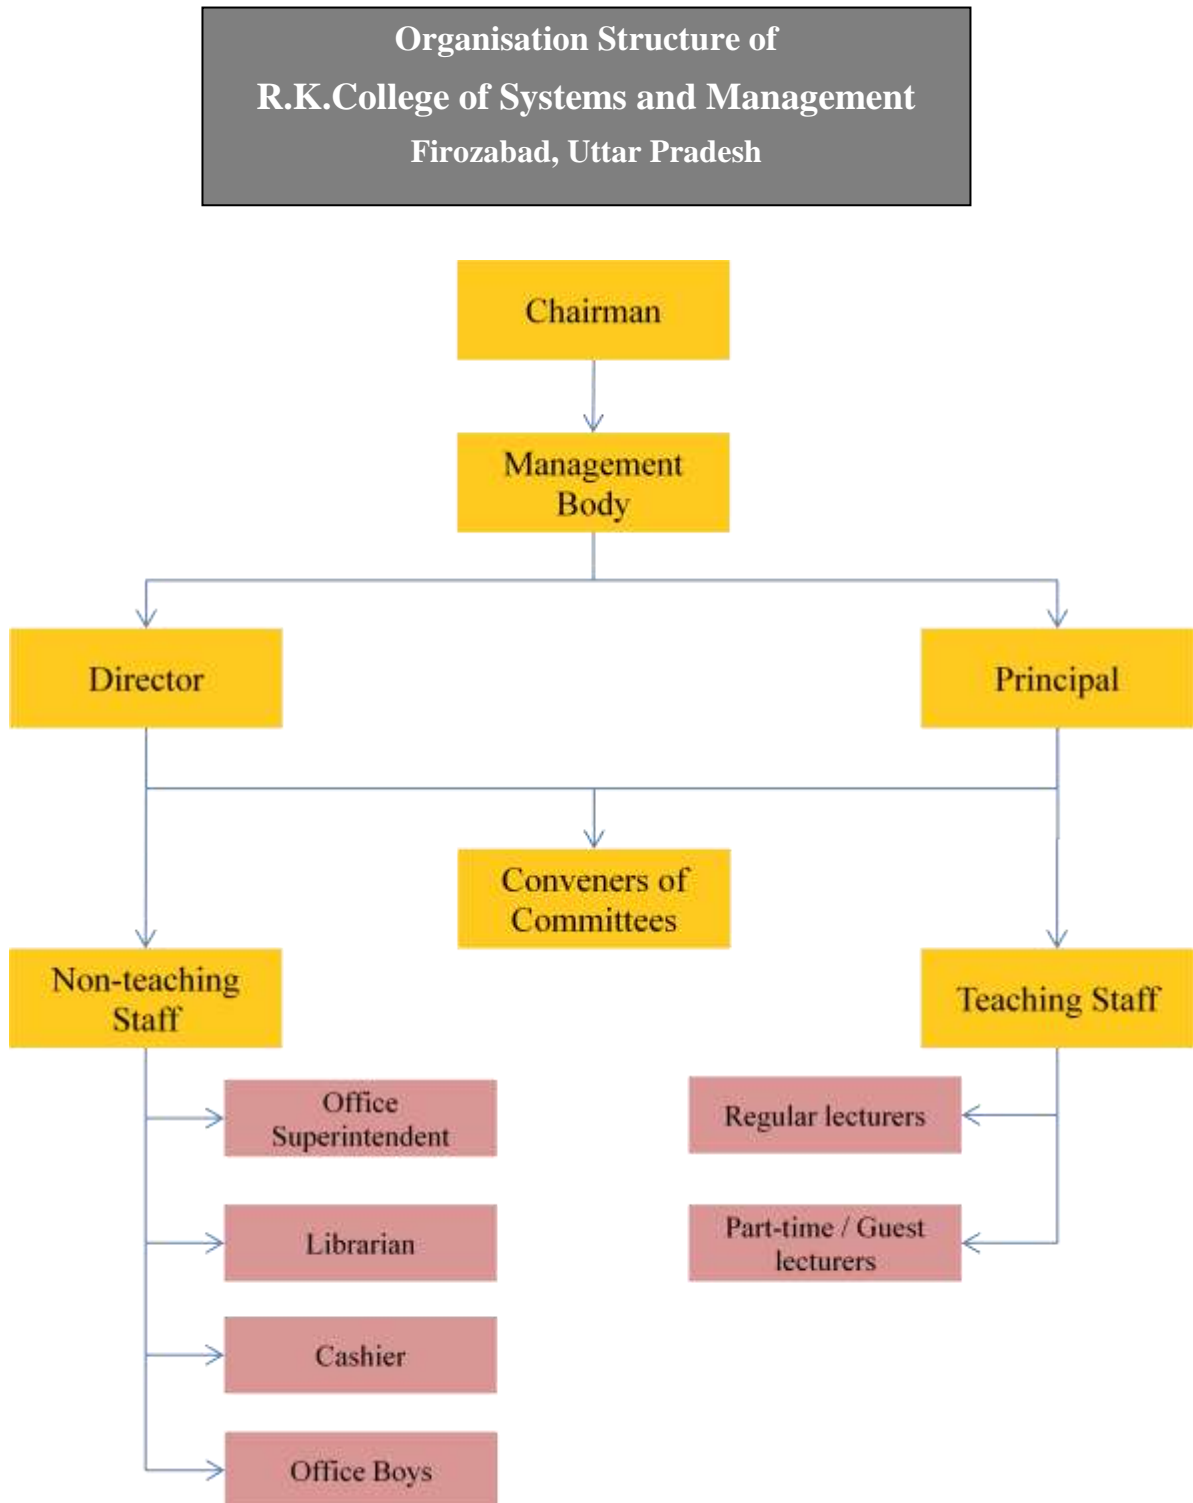 Organisation Structure of
R.K.College of Systems and Management
Firozabad, Uttar Pradesh
Chairman
Management
Body
Director
Principal
Conveners of
Committees
Non-teaching
Staff
Teaching Staff
Office
Superintendent
Librarian
Cashier
Office Boys
Regular lecturers
Part-time / Guest
lecturers